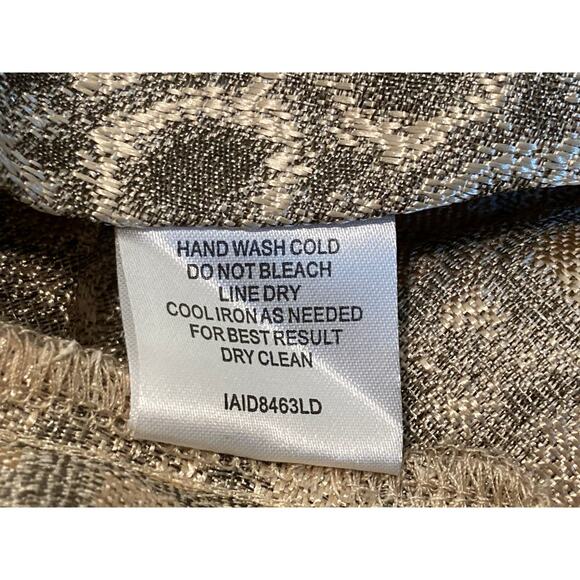 HAND WASH COLD
DO NOT BLEACH
LINE DRY
COOL IRON AS NEEDED
FOR BEST RESULT
DRY CLEAN
IAID8463LD